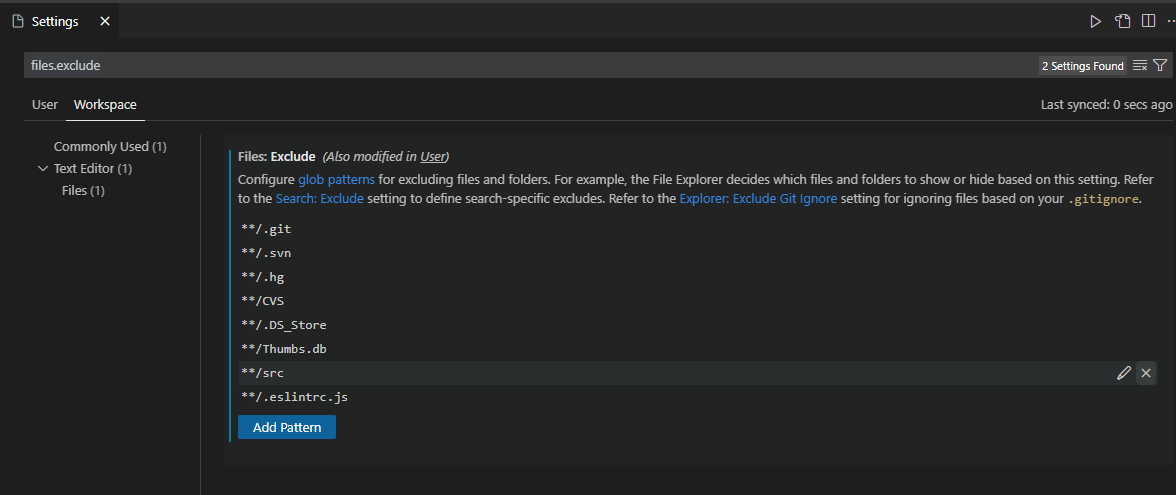 Settings
files.exclude
2 Settings Found
User Workspace
Last synced: 0 secs ago
Commonly Used (1)
Text Editor (1)
Files (1)
Files: Exclude (Also modified in User)
Configure glob patterns for excluding files and folders. For example, the File Explorer decides which files and folders to show or hide based on this setting. Refer
to the Search: Exclude setting to define search-specific excludes. Refer to the Explorer: Exclude Git Ignore setting for ignoring files based on your .gitignore.
**/.git
**/.svn
**/.hg
**/CVS
**/.DS_Store
**/Thumbs.db
**/src
**/.eslintrc.js
Add Pattern